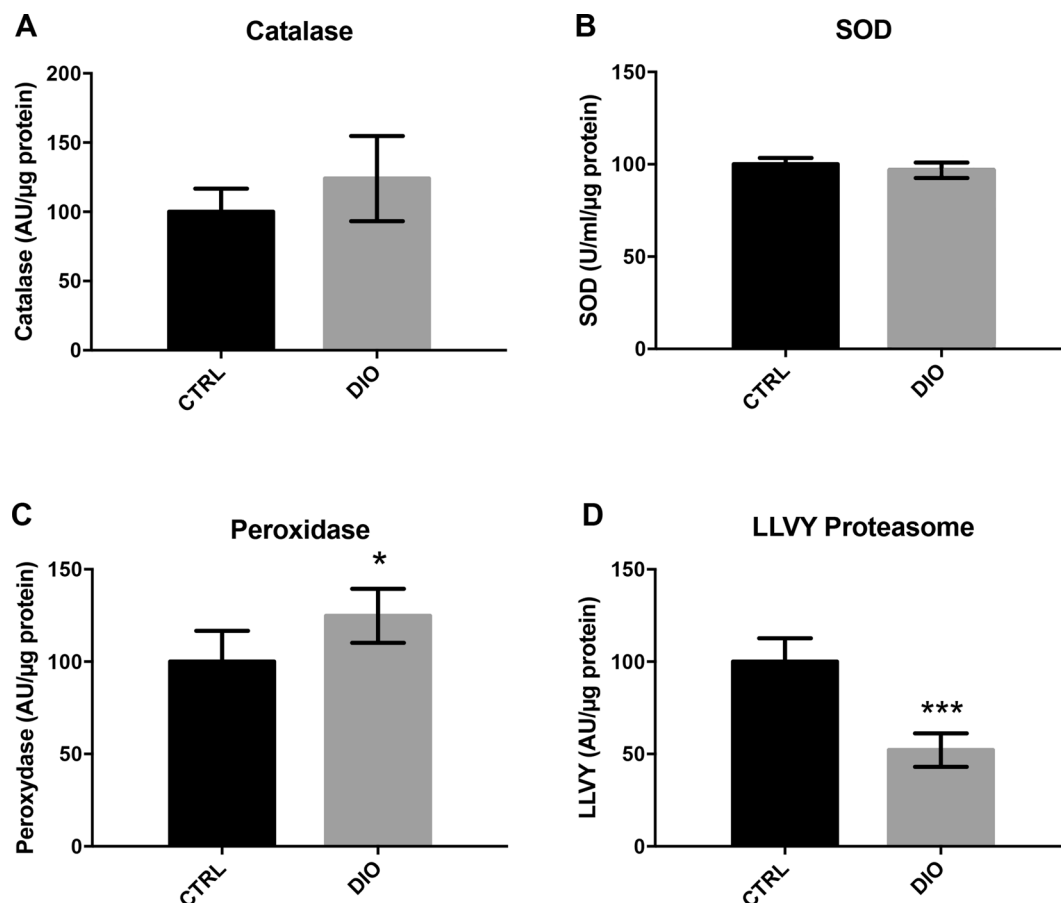 A
Catalase
Catalase (AU/µg protein)
200
150
100
50
0
CTRL
DIO
B
SOD
SOD (U/ml/µg protein)
150
100
50
0
CTRL
DIO
C
Peroxidase
Peroxydase (AU/µg protein)
150
100
50
0
*
CTRL
DIO
D
LLVY Proteasome
LLVY (AU/µg protein)
150
100
50
0
***
CTRL
DIO